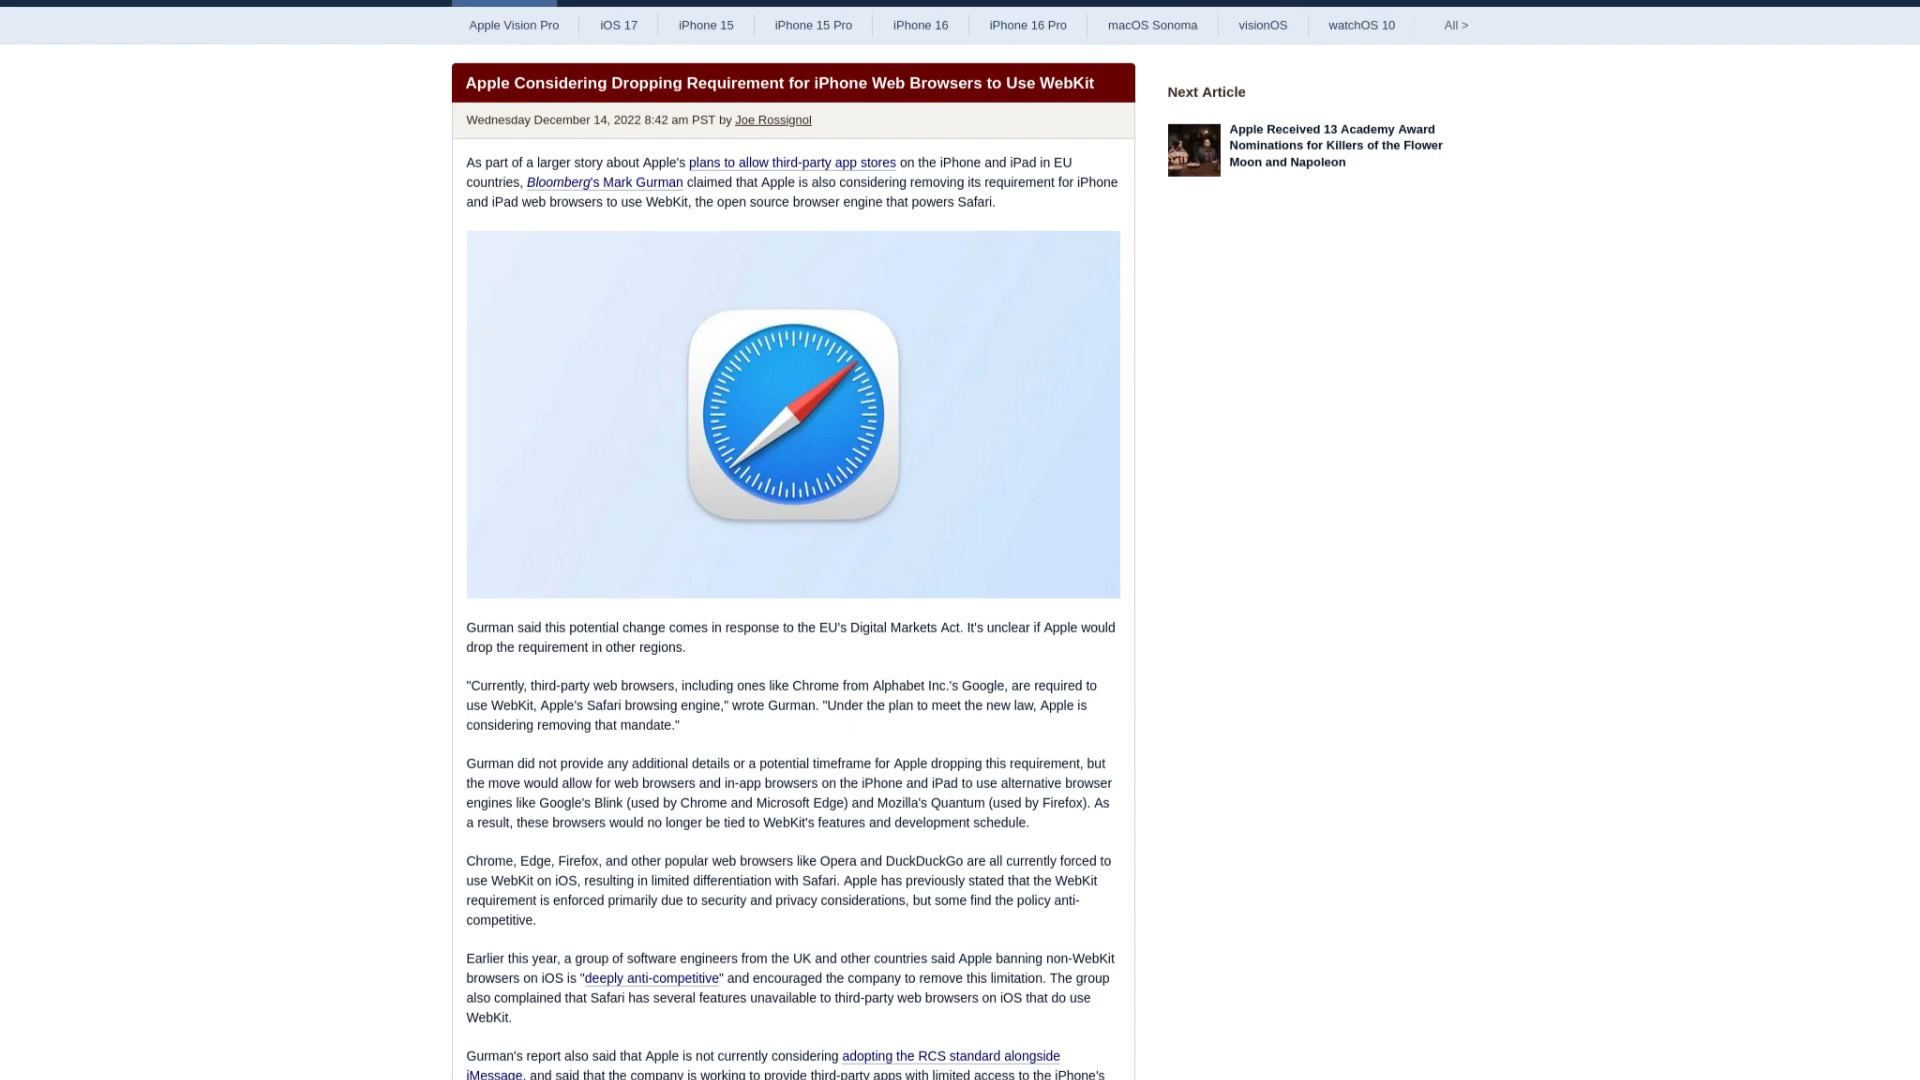 Apple Vision Pro iOS 17 iPhone 15 iPhone 15 Pro iPhone 16 iPhone 16 Pro macOS Sonoma visionOS watchOS 10 All >
Apple Considering Dropping Requirement for iPhone Web Browsers to Use WebKit
Wednesday December 14, 2022 8:42 am PST by Joe Rossignol
As part of a larger story about Apple's plans to allow third-party app stores on the iPhone and iPad in EU
countries, Bloomberg's Mark Gurman claimed that Apple is also considering removing its requirement for iPhone
and iPad web browsers to use WebKit, the open source browser engine that powers Safari.
Gurman said this potential change comes in response to the EU's Digital Markets Act. It's unclear if Apple would
drop the requirement in other regions.
"Currently, third-party web browsers, including ones like Chrome from Alphabet Inc.'s Google, are required to
use WebKit, Apple's Safari browsing engine," wrote Gurman. "Under the plan to meet the new law, Apple is
considering removing that mandate."
Gurman did not provide any additional details or a potential timeframe for Apple dropping this requirement, but
the move would allow for web browsers and in-app browsers on the iPhone and iPad to use alternative browser
engines like Google's Blink (used by Chrome and Microsoft Edge) and Mozilla's Quantum (used by Firefox). As
a result, these browsers would no longer be tied to WebKit's features and development schedule.
Chrome, Edge, Firefox, and other popular web browsers like Opera and DuckDuckGo are all currently forced to
use WebKit on iOS, resulting in limited differentiation with Safari. Apple has previously stated that the WebKit
requirement is enforced primarily due to security and privacy considerations, but some find the policy anti-
competitive.
Earlier this year, a group of software engineers from the UK and other countries said Apple banning non-WebKit
browsers on iOS is "deeply anti-competitive" and encouraged the company to remove this limitation. The group
also complained that Safari has several features unavailable to third-party web browsers on iOS that do use
WebKit.
Gurman's report also said that Apple is not currently considering adopting the RCS standard alongside
iMessage, and said that the company is working to provide third-party apps with limited access to the iPhone's
Next Article
Apple Received 13 Academy Award
Nominations for Killers of the Flower
Moon and Napoleon